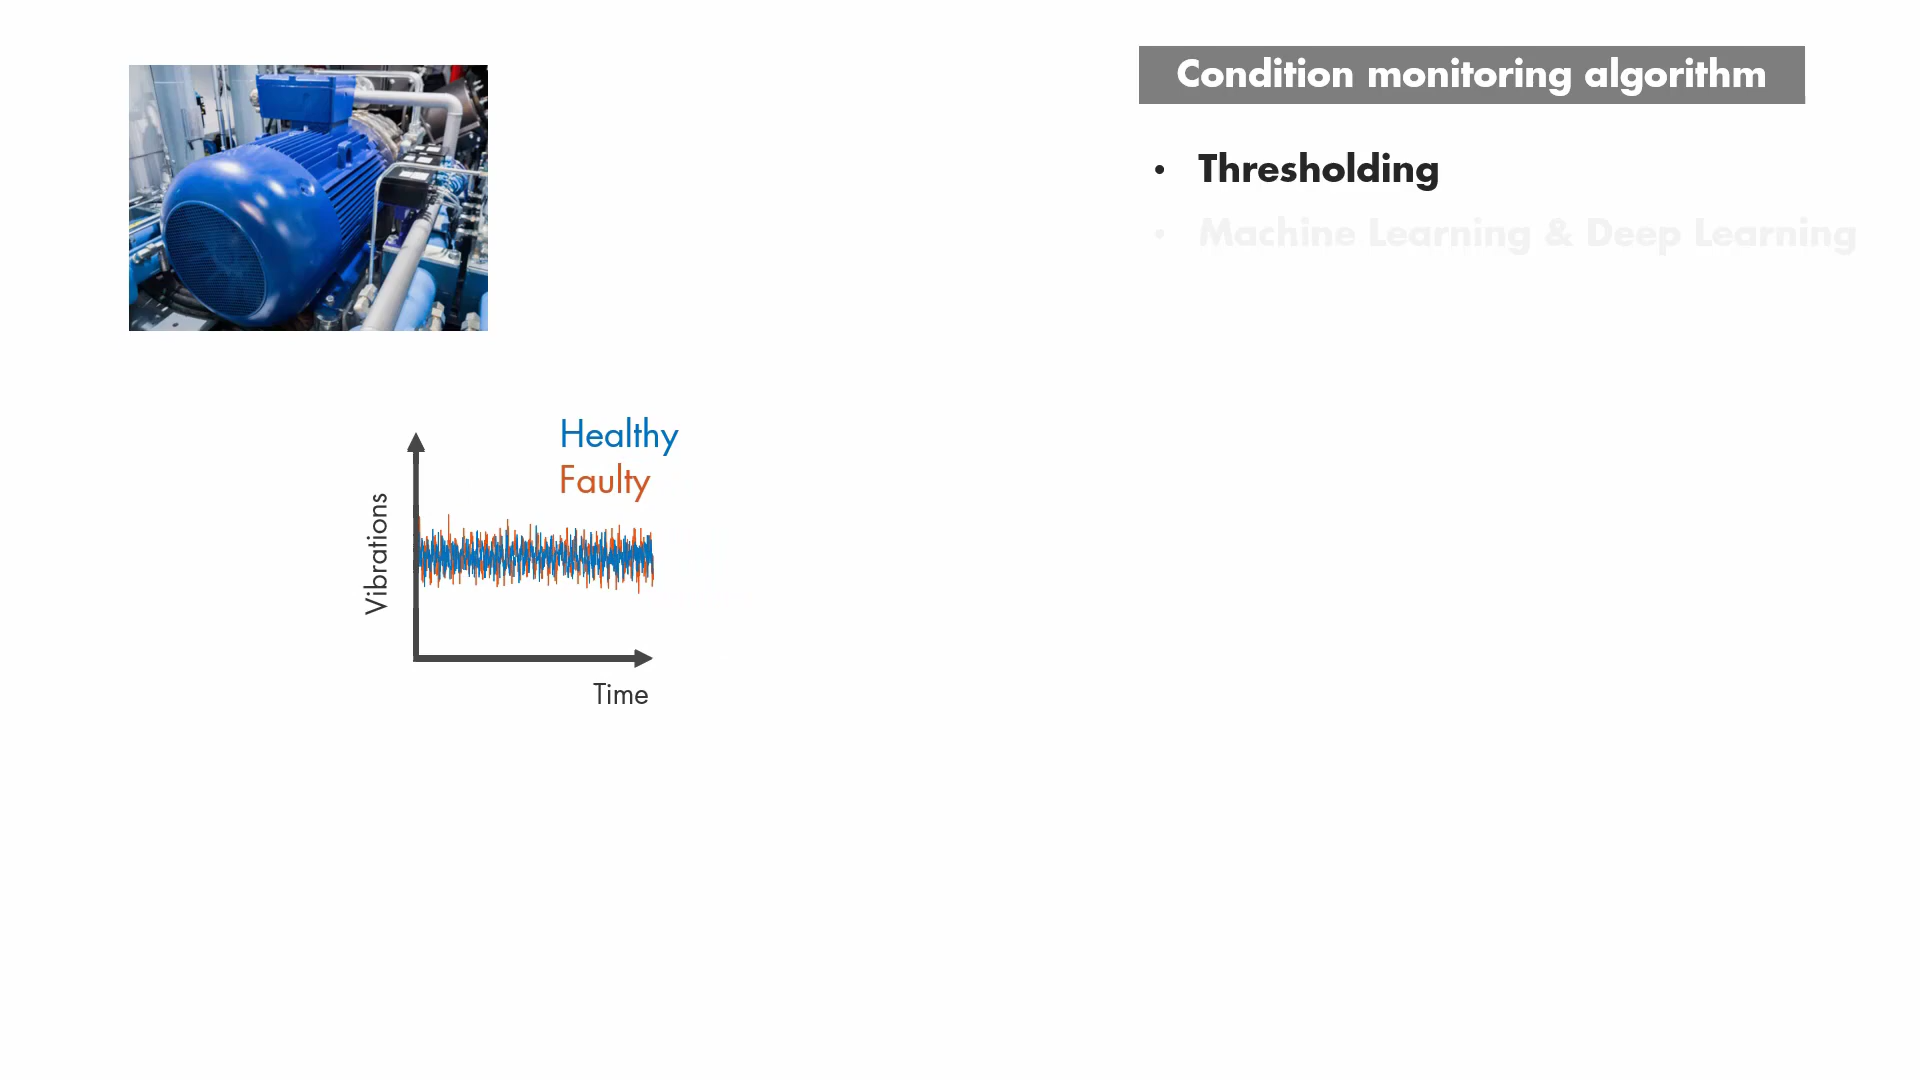 Condition monitoring algorithm
• Thresholding
• Machine Learning & Deep Learning
Healthy
Faulty
Vibrations
Time